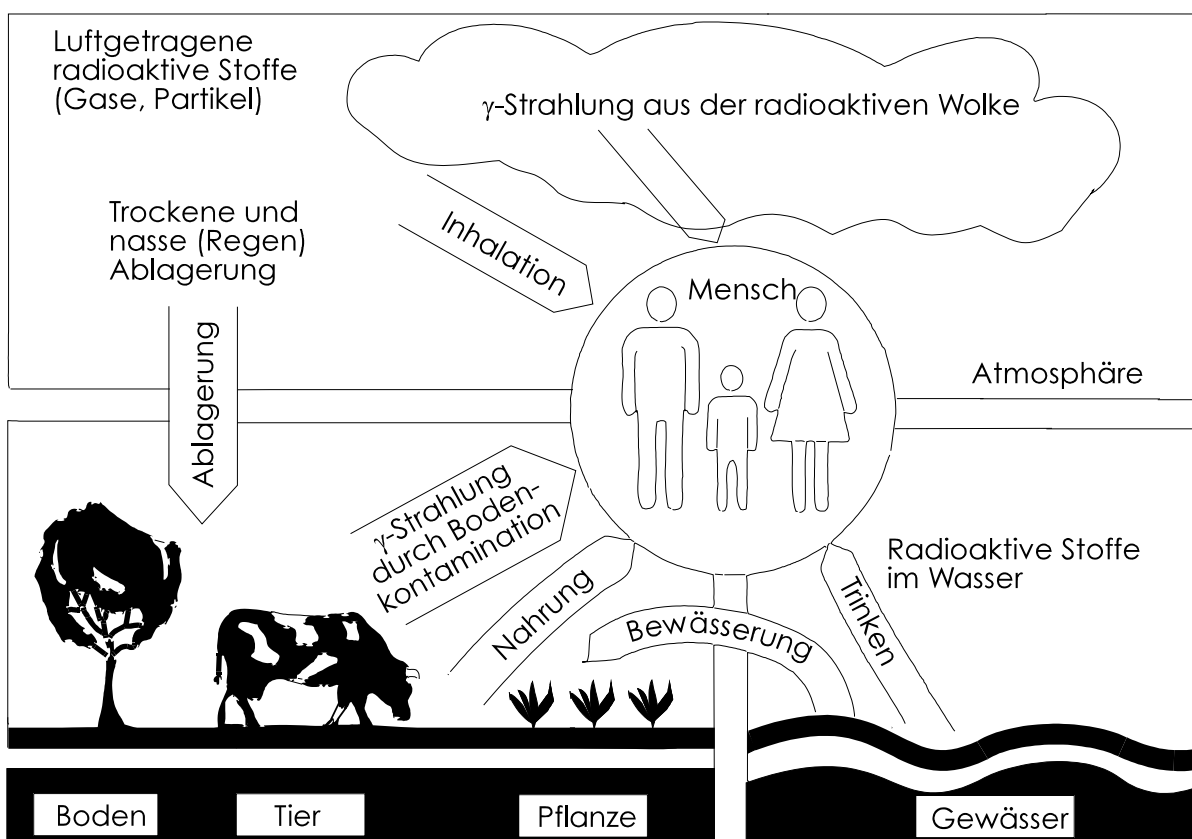 Luftgetragene
radioaktive Stoffe
(Gase, Partikel)
γ-Strahlung aus der radioaktiven Wolke
Trockene und
nasse (Regen)
Ablagerung
Inhalation
Mensch
Ablagerung
Atmosphäre
γ-Strahlung
durch Boden-
kontamination
Radioaktive Stoffe
im Wasser
Nahrung
Bewässerung
Trinken
Boden
Tier
Pflanze
Gewässer